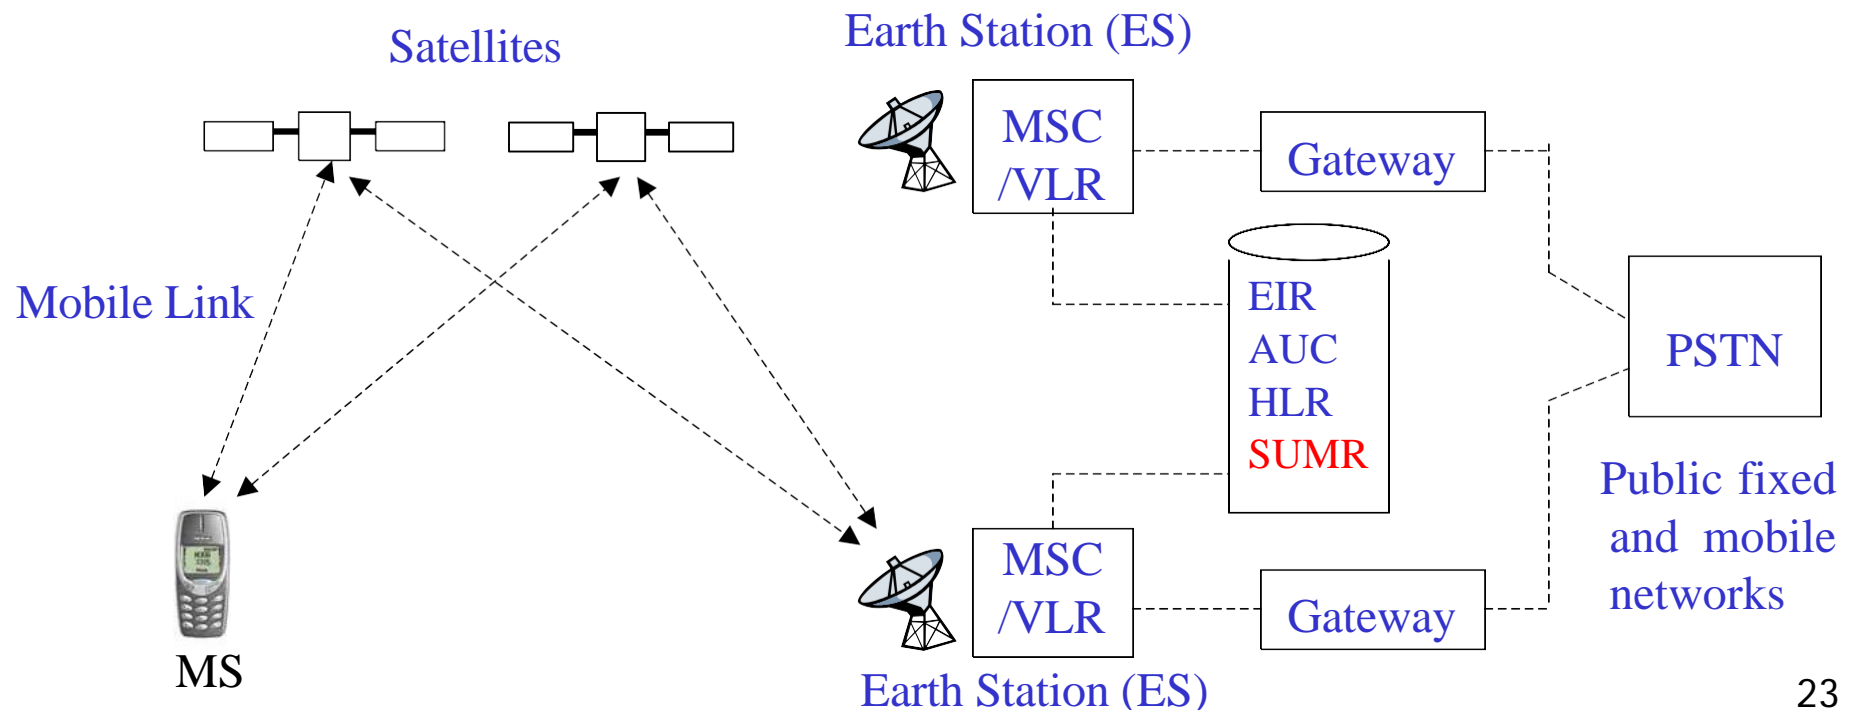 Satellites
Earth Station (ES)
MSC
/VLR
Gateway
Mobile Link
EIR
AUC
HLR
SUMR
PSTN
Public fixed
and mobile
networks
MSC
/VLR
Gateway
MS
Earth Station (ES)
23